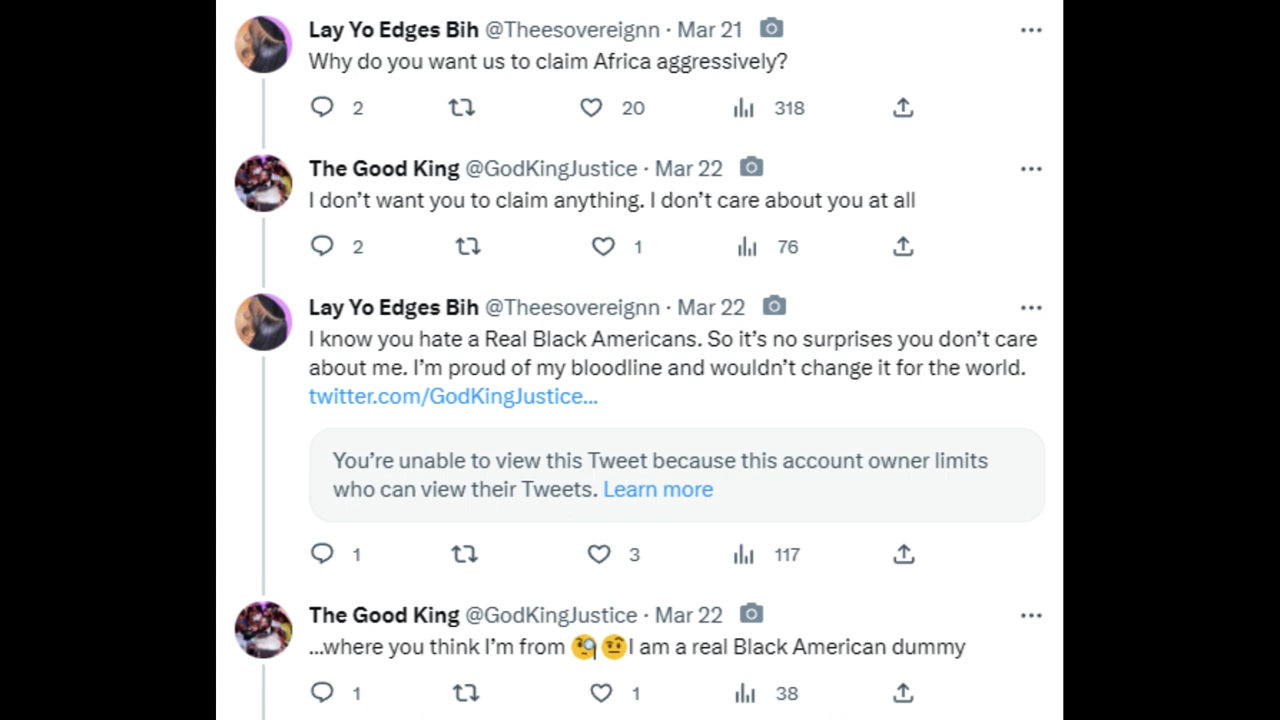 Lay Yo Edges Bih @Theesovereignn · Mar 21
Why do you want us to claim Africa aggressively?
2 20 318
The Good King @GodKingJustice · Mar 22
I don’t want you to claim anything. I don’t care about you at all
2 1 76
Lay Yo Edges Bih @Theesovereignn · Mar 22
I know you hate a Real Black Americans. So it’s no surprises you don’t care
about me. I’m proud of my bloodline and wouldn’t change it for the world.
twitter.com/GodKingJustice...
You’re unable to view this Tweet because this account owner limits
who can view their Tweets. Learn more
1 3 117
The Good King @GodKingJustice · Mar 22
...where you think I’m from 🧐🤨I am a real Black American dummy
1 1 38